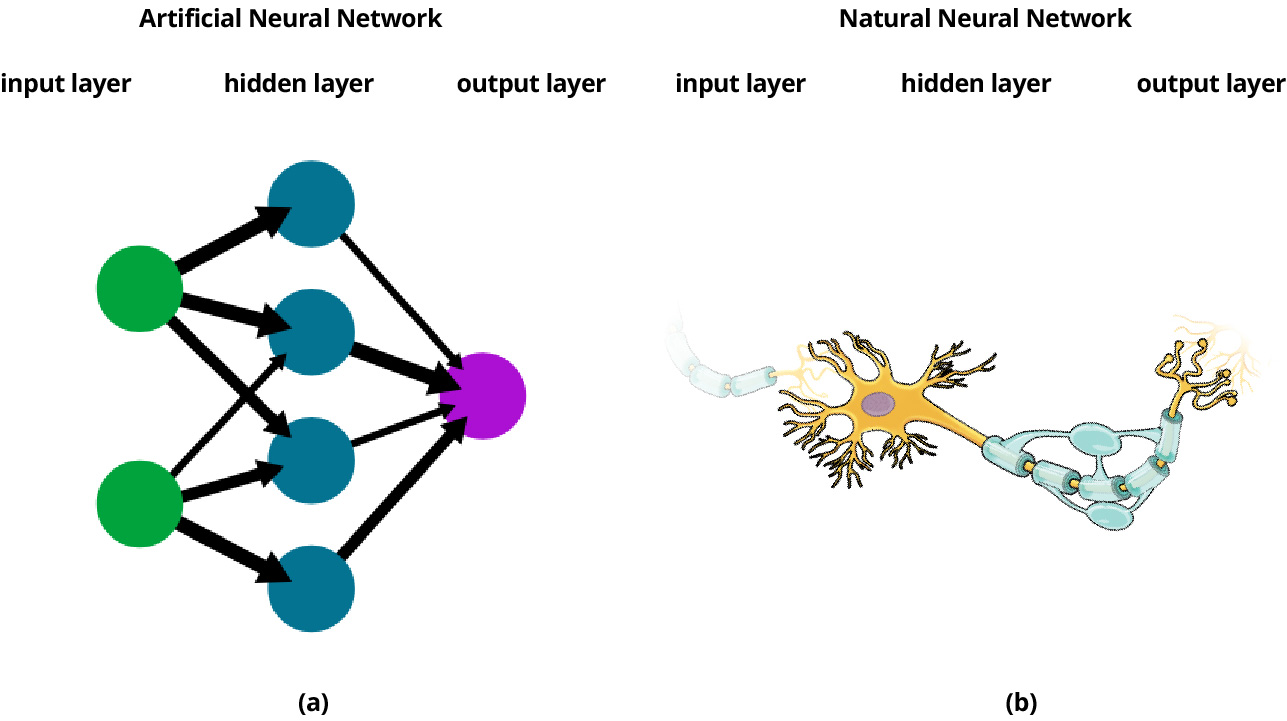 Artificial Neural Network
Natural Neural Network
input layer hidden layer output layer
input layer hidden layer output layer
(a)
(b)